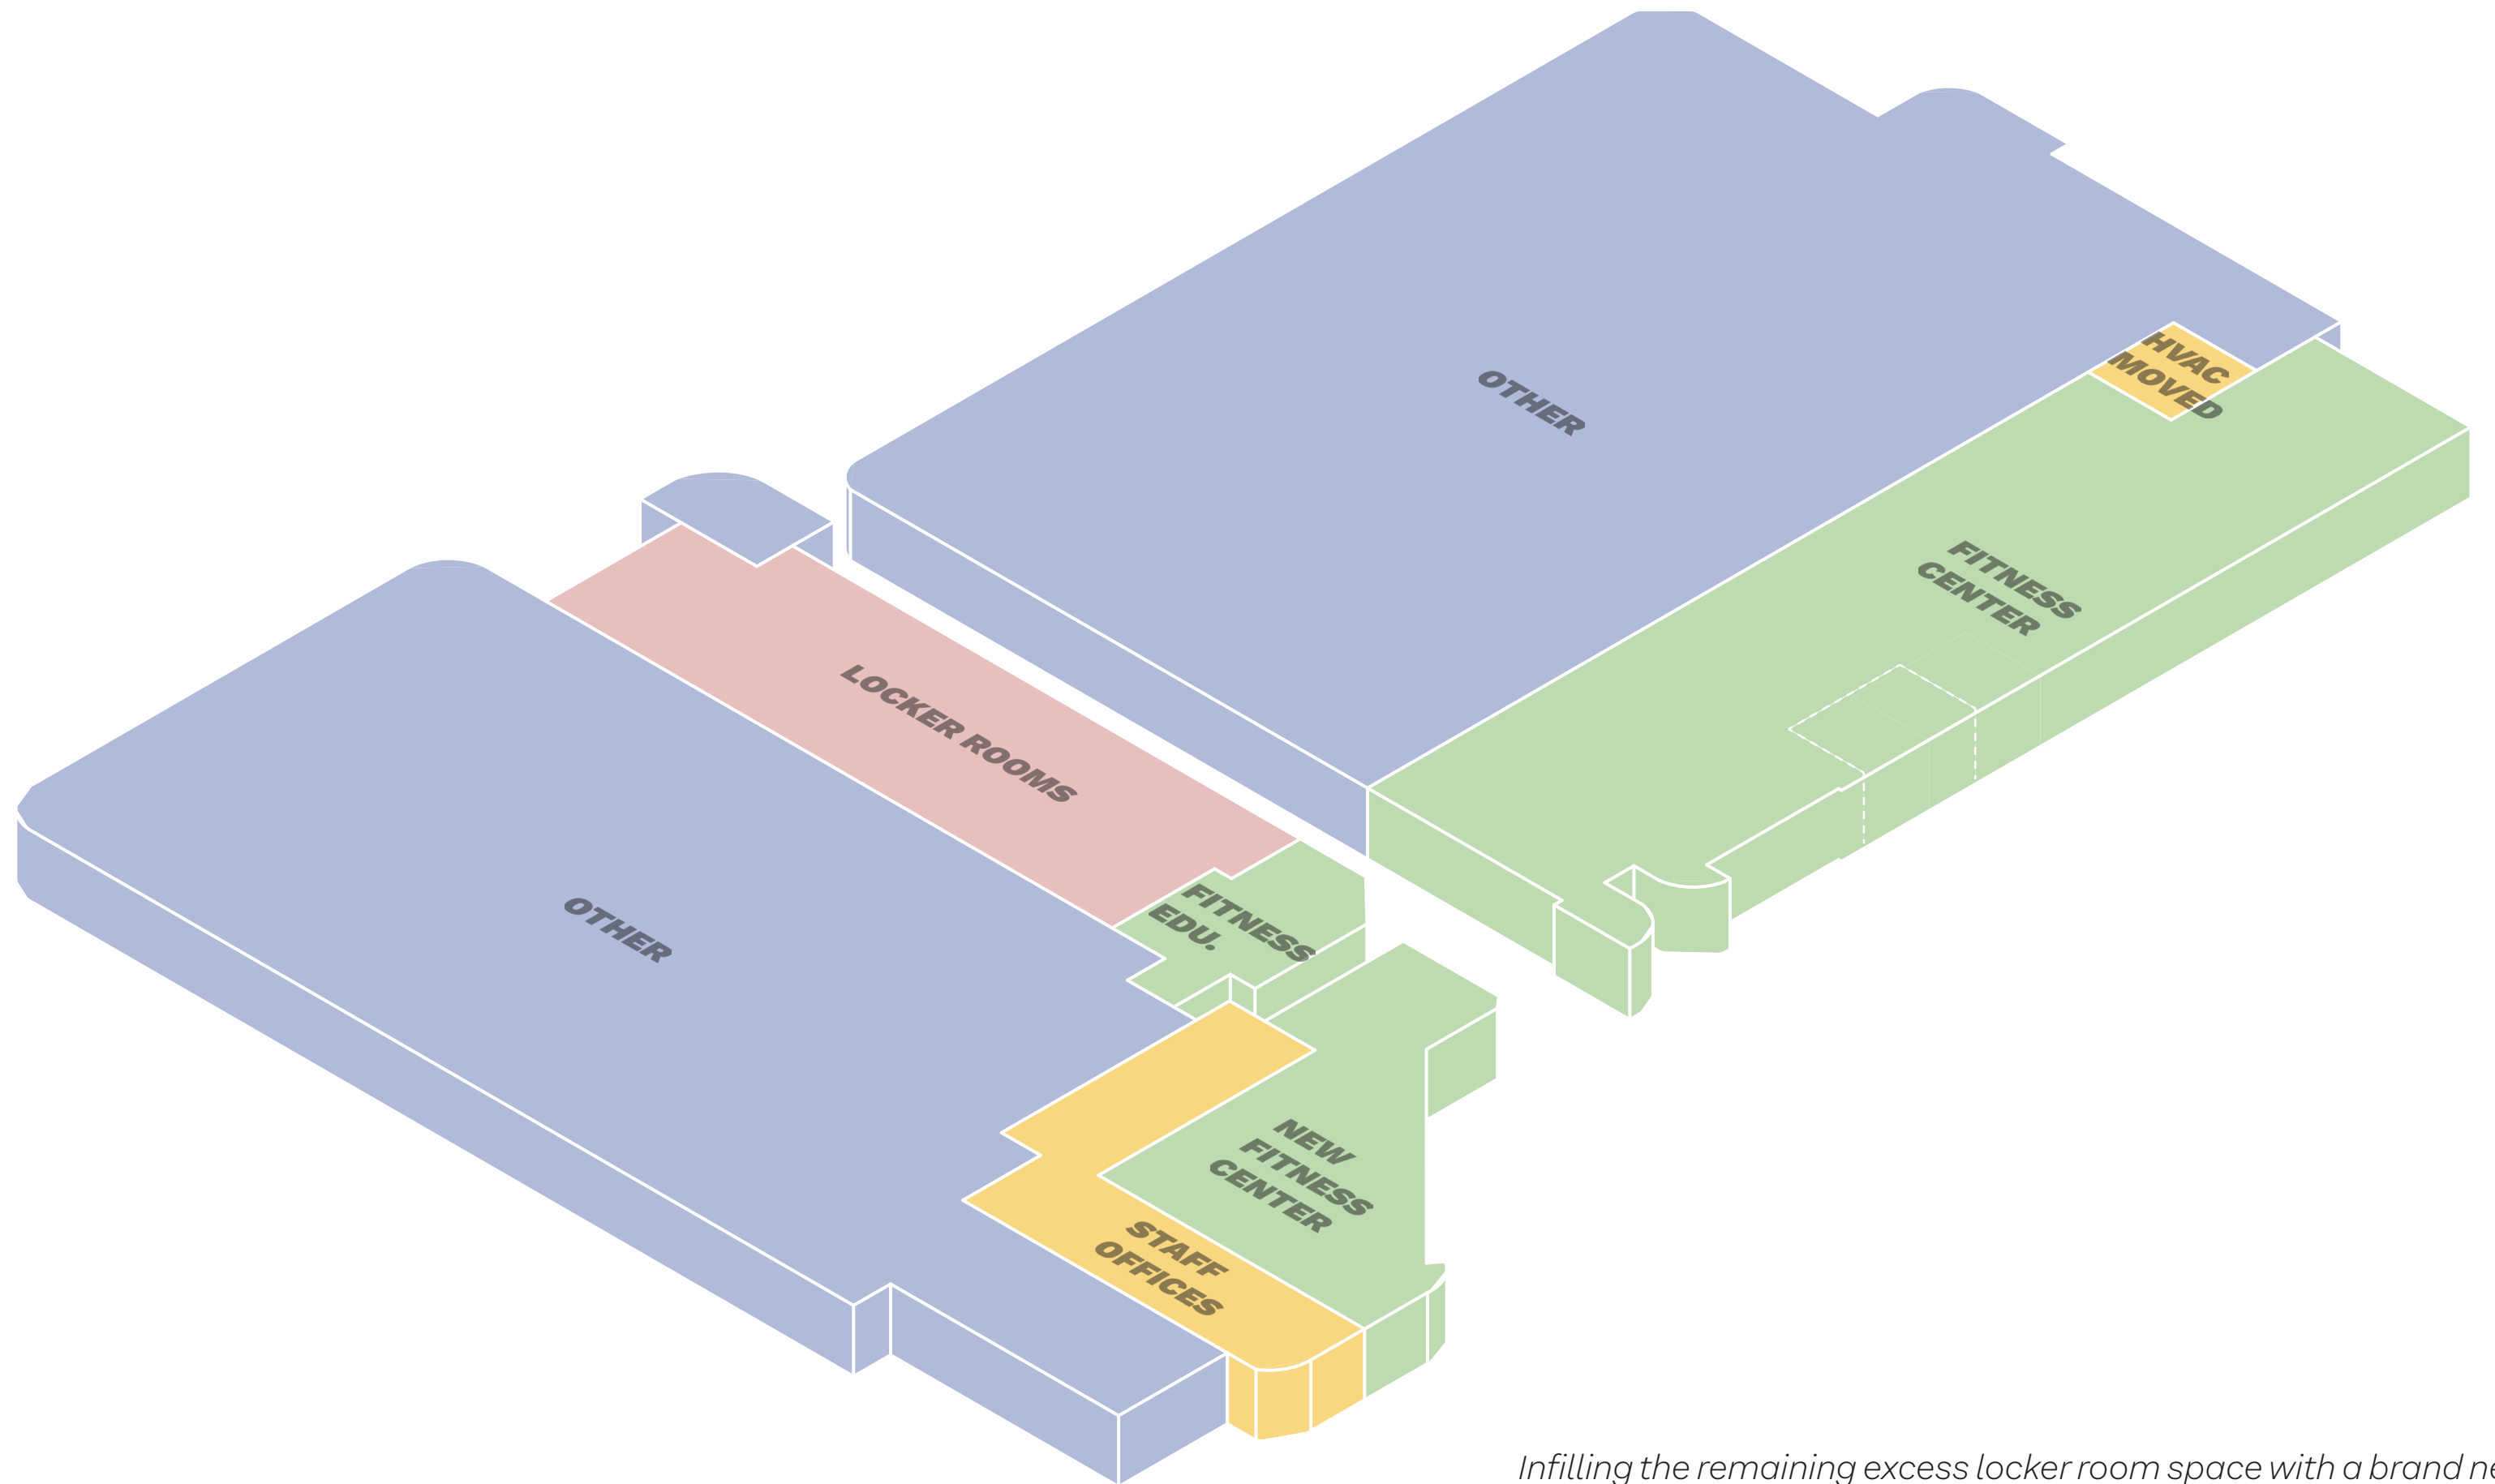 HVAC
MOVED
OTHER
FITNESS
CENTER
LOCKER ROOMS
FITNESS
EDU.
OTHER
NEW
FITNESS
CENTER
STAFF
OFFICES
Infilling the remaining excess locker room space with a brand